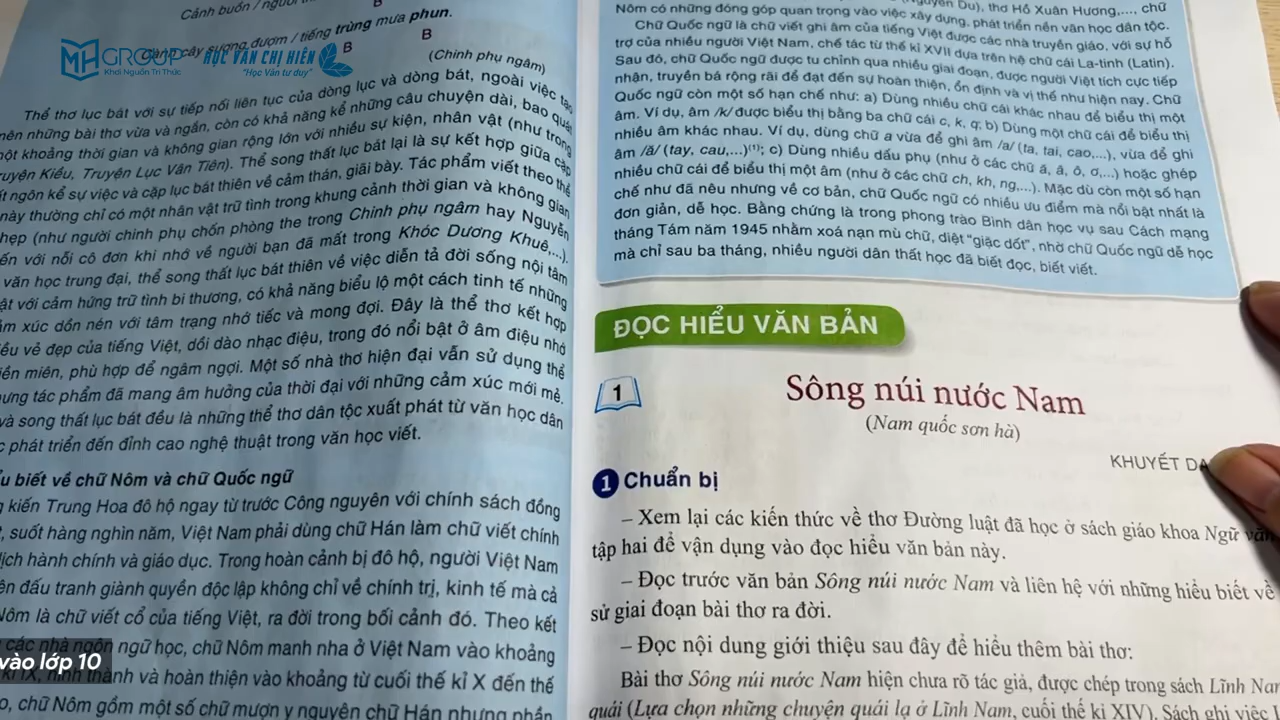 Cảnh buồn / người
B
cây sương đượm / tiếng trùng mưa phun.
B
B
(Chinh phụ ngâm)
MH GROUP
Khơi Nguồn Tri Thức
HỌC VĂN CHỊ HIÊN
"Học Văn tư duy"
Thể thơ lục bát với sự tiếp nối liên tục của dòng lục và dòng bát, ngoài việc tạo
nên những bài thơ vừa và ngắn, còn có khả năng kể những câu chuyện dài, bao quát
một khoảng thời gian và không gian rộng lớn với nhiều sự kiện, nhân vật (như trong
Truyện Kiều, Truyện Lục Vân Tiên). Thể song thất lục bát lại là sự kết hợp giữa cặp
ngôn kể sự việc và cặp lục bát thiên về cảm thán, giãi bày. Tác phẩm viết theo thể
này thường chỉ có một nhân vật trữ tình trong khung cảnh thời gian và không gian
hẹp (như người chinh phụ chốn phòng the trong Chinh phụ ngâm hay Nguyễn
ến với nỗi cô đơn khi nhớ về người bạn đã mất trong Khóc Dương Khuê,...).
văn học trung đại, thể song thất lục bát thiên về việc diễn tả đời sống nội tâm
ật với cảm hứng trữ tình bi thương, có khả năng biểu lộ một cách tinh tế những
ảm xúc dồn nén với tâm trạng nhớ tiếc và mong đợi. Đây là thể thơ kết hợp
ều vẻ đẹp của tiếng Việt, dồi dào nhạc điệu, trong đó nổi bật ở âm điệu nhớ
iền miên, phù hợp để ngâm ngợi. Một số nhà thơ hiện đại vẫn sử dụng thể
ưng tác phẩm đã mang âm hưởng của thời đại với những cảm xúc mới mẻ.
và song thất lục bát đều là những thể thơ dân tộc xuất phát từ văn học dân
c phát triển đến đỉnh cao nghệ thuật trong văn học viết.
u biết về chữ Nôm và chữ Quốc ngữ
kiến Trung Hoa đô hộ ngay từ trước Công nguyên với chính sách đồng
suốt hàng nghìn năm, Việt Nam phải dùng chữ Hán làm chữ viết chính
dịch hành chính và giáo dục. Trong hoàn cảnh bị đô hộ, người Việt Nam
ên đấu tranh giành quyền độc lập không chỉ về chính trị, kinh tế mà cả
Nôm là chữ viết cổ của tiếng Việt, ra đời trong bối cảnh đó. Theo kết
các nhà ngôn ngữ học, chữ Nôm manh nha ở Việt Nam vào khoảng
kỉ IX, hình thành và hoàn thiện vào khoảng từ cuối thế kỉ X đến thế
o, chữ Nôm gồm một số chữ mượn y nguyên chữ Hán nhưng phần
vào lớp 10
(Nguyễn Du), thơ Hồ Xuân Hương,..., chữ
Nôm có những đóng góp quan trọng vào việc xây dựng, phát triển nền văn học dân tộc.
Chữ Quốc ngữ là chữ viết ghi âm của tiếng Việt được các nhà truyền giáo, với sự hỗ
trợ của nhiều người Việt Nam, chế tác từ thế kỉ XVII dựa trên hệ chữ cái La-tinh (Latin).
Sau đó, chữ Quốc ngữ được tu chỉnh qua nhiều giai đoạn, được người Việt tích cực tiếp
nhận, truyền bá rộng rãi để đạt đến sự hoàn thiện, ổn định và vị thế như hiện nay. Chữ
Quốc ngữ còn một số hạn chế như: a) Dùng nhiều chữ cái khác nhau để biểu thị một
âm. Ví dụ, âm /k/ được biểu thị bằng ba chữ cái c, k, q; b) Dùng một chữ cái để biểu thị
nhiều âm khác nhau. Ví dụ, dùng chữ a vừa để ghi âm /a/ (ta, tai, cao,...), vừa để ghi
âm /ă/ (tay, cau,...)⁽¹⁾; c) Dùng nhiều dấu phụ (như ở các chữ ă, â, ô, ơ,...) hoặc ghép
nhiều chữ cái để biểu thị một âm (như ở các chữ ch, kh, ng,...). Mặc dù còn một số hạn
chế như đã nêu nhưng về cơ bản, chữ Quốc ngữ có nhiều ưu điểm mà nổi bật nhất là
đơn giản, dễ học. Bằng chứng là trong phong trào Bình dân học vụ sau Cách mạng
tháng Tám năm 1945 nhằm xoá nạn mù chữ, diệt "giặc dốt", nhờ chữ Quốc ngữ dễ học
mà chỉ sau ba tháng, nhiều người dân thất học đã biết đọc, biết viết.
ĐỌC HIỂU VĂN BẢN
1
Sông núi nước Nam
(Nam quốc sơn hà)
KHUYẾT DA
1 Chuẩn bị
– Xem lại các kiến thức về thơ Đường luật đã học ở sách giáo khoa Ngữ văn
tập hai để vận dụng vào đọc hiểu văn bản này.
– Đọc trước văn bản Sông núi nước Nam và liên hệ với những hiểu biết về
sử giai đoạn bài thơ ra đời.
– Đọc nội dung giới thiệu sau đây để hiểu thêm bài thơ:
Bài thơ Sông núi nước Nam hiện chưa rõ tác giả, được chép trong sách Lĩnh Nam
quái (Lựa chọn những chuyện quái lạ ở Lĩnh Nam, cuối thế kỉ XIV). Sách ghi việc